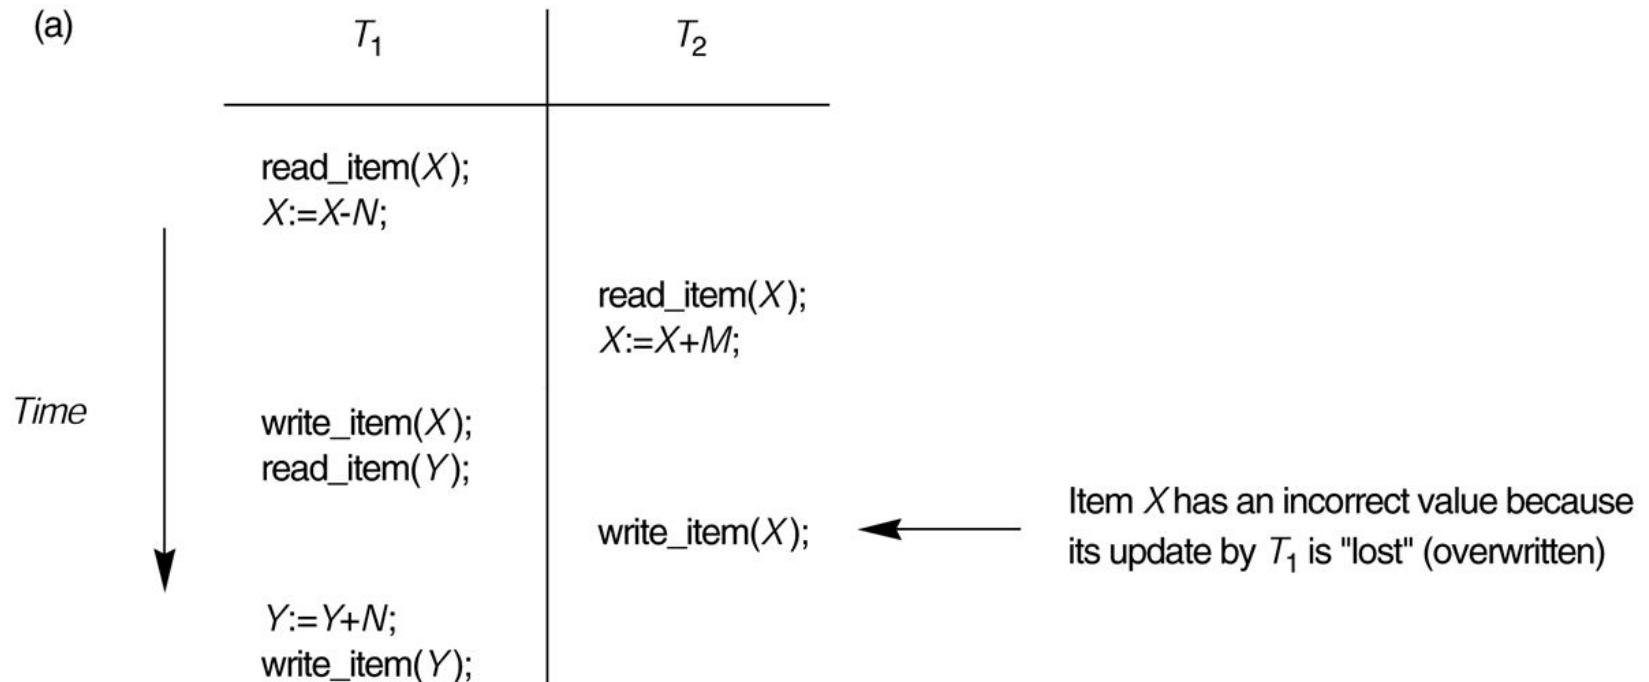 (a)
T1 T2
read_item(X);
X:=X-N;
read_item(X);
X:=X+M;
Time
write_item(X);
read_item(Y);
Item X has an incorrect value because
write_item(X);
its update by T1 is "lost" (overwritten)
Y:=Y+N;
write_item(Y);